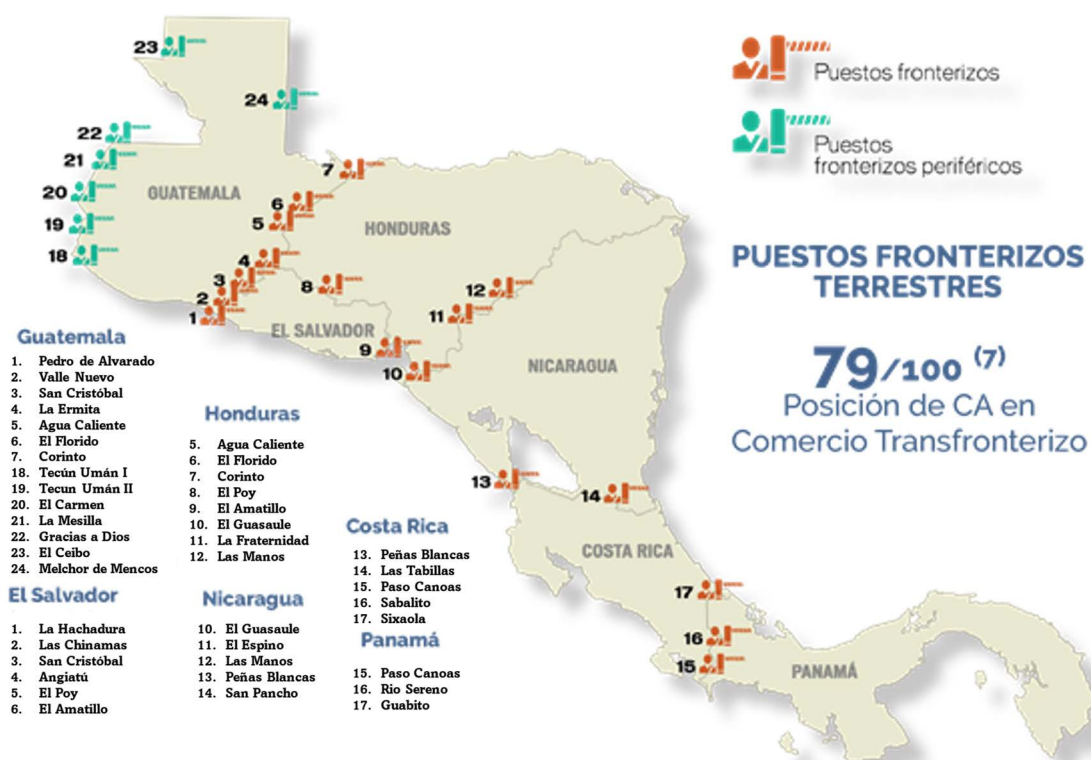 23
24
22
21
20
19
18
7
6
5
4
3
2
1
8
9
10
11
12
13
14
17
16
15
GUATEMALA
HONDURAS
EL SALVADOR
NICARAGUA
COSTA RICA
PANAMÁ
Puestos fronterizos
Puestos
fronterizos periféricos
PUESTOS FRONTERIZOS
TERRESTRES
79/100 (7)
Posición de CA en
Comercio Transfronterizo
Guatemala
1. Pedro de Alvarado
2. Valle Nuevo
3. San Cristóbal
4. La Ermita
5. Agua Caliente
6. El Florido
7. Corinto
18. Tecún Umán I
19. Tecun Umán II
20. El Carmen
21. La Mesilla
22. Gracias a Dios
23. El Ceibo
24. Melchor de Mencos
El Salvador
1. La Hachadura
2. Las Chinamas
3. San Cristóbal
4. Angiatú
5. El Poy
6. El Amatillo
Honduras
5. Agua Caliente
6. El Florido
7. Corinto
8. El Poy
9. El Amatillo
10. El Guasaule
11. La Fraternidad
12. Las Manos
Nicaragua
10. El Guasaule
11. El Espino
12. Las Manos
13. Peñas Blancas
14. San Pancho
Costa Rica
13. Peñas Blancas
14. Las Tabillas
15. Paso Canoas
16. Sabalito
17. Sixaola
Panamá
15. Paso Canoas
16. Rio Sereno
17. Guabito